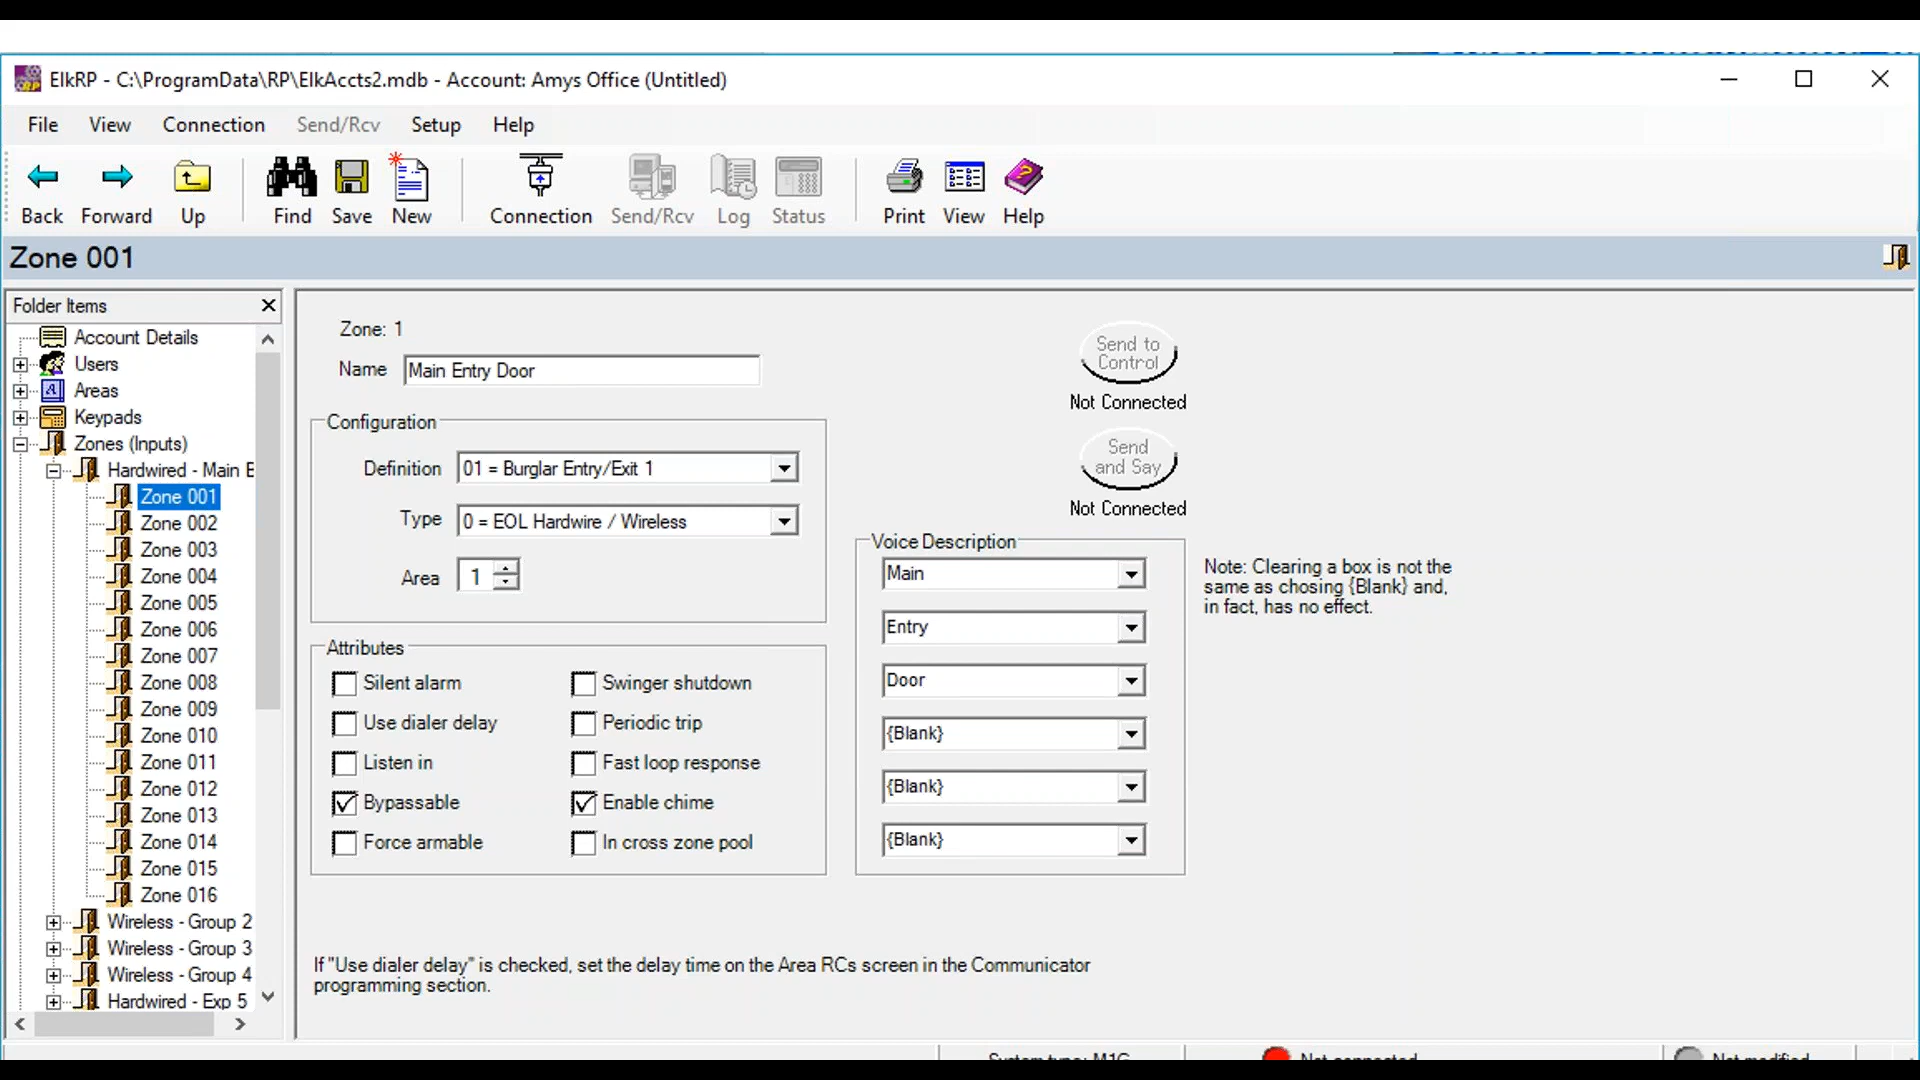 ElkRP - C:\ProgramData\RP\ElkAccts2.mdb - Account: Amys Office (Untitled)
File View Connection Send/Rcv Setup Help
Back Forward Up Find Save New Connection Send/Rcv Log Status Print View Help
Zone 001
Folder Items
Account Details
Users
Areas
Keypads
Zones (Inputs)
Hardwired - Main B
Zone 001
Zone 002
Zone 003
Zone 004
Zone 005
Zone 006
Zone 007
Zone 008
Zone 009
Zone 010
Zone 011
Zone 012
Zone 013
Zone 014
Zone 015
Zone 016
Wireless - Group 2
Wireless - Group 3
Wireless - Group 4
Hardwired - Exp 5
Zone: 1
Name Main Entry Door
Configuration
Definition 01 = Burglar Entry/Exit 1
Type 0 = EOL Hardwire / Wireless
Area 1
Attributes
Silent alarm Swinger shutdown
Use dialer delay Periodic trip
Listen in Fast loop response
Bypassable Enable chime
Force armable In cross zone pool
Send to
Control
Not Connected
Send
and Say
Not Connected
Voice Description
Main
Entry
Door
{Blank}
{Blank}
{Blank}
Note: Clearing a box is not the
same as chosing {Blank} and,
in fact, has no effect.
If "Use dialer delay" is checked, set the delay time on the Area RCs screen in the Communicator
programming section.
System type: M1G Not connected Not modified